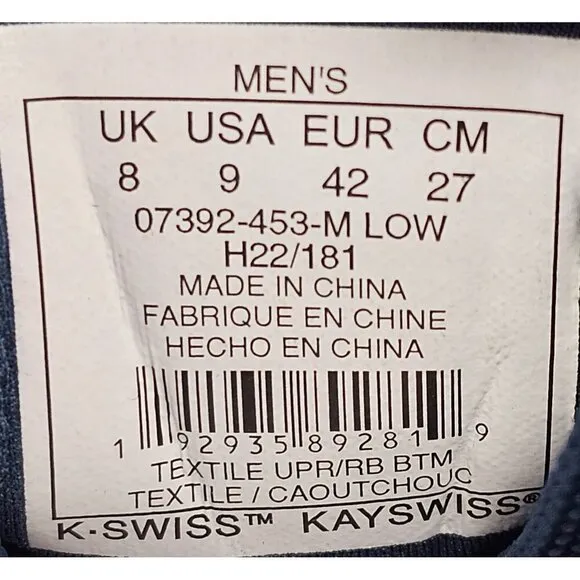 MEN'S
UK USA EUR CM
8 9 42 27
07392-453-M LOW
H22/181
MADE IN CHINA
FABRIQUE EN CHINE
HECHO EN CHINA
1 92935 89281 9
TEXTILE UPR/RB BTM
TEXTILE / CAOUTCHOUC
K-SWISS™ KAYSWISS®